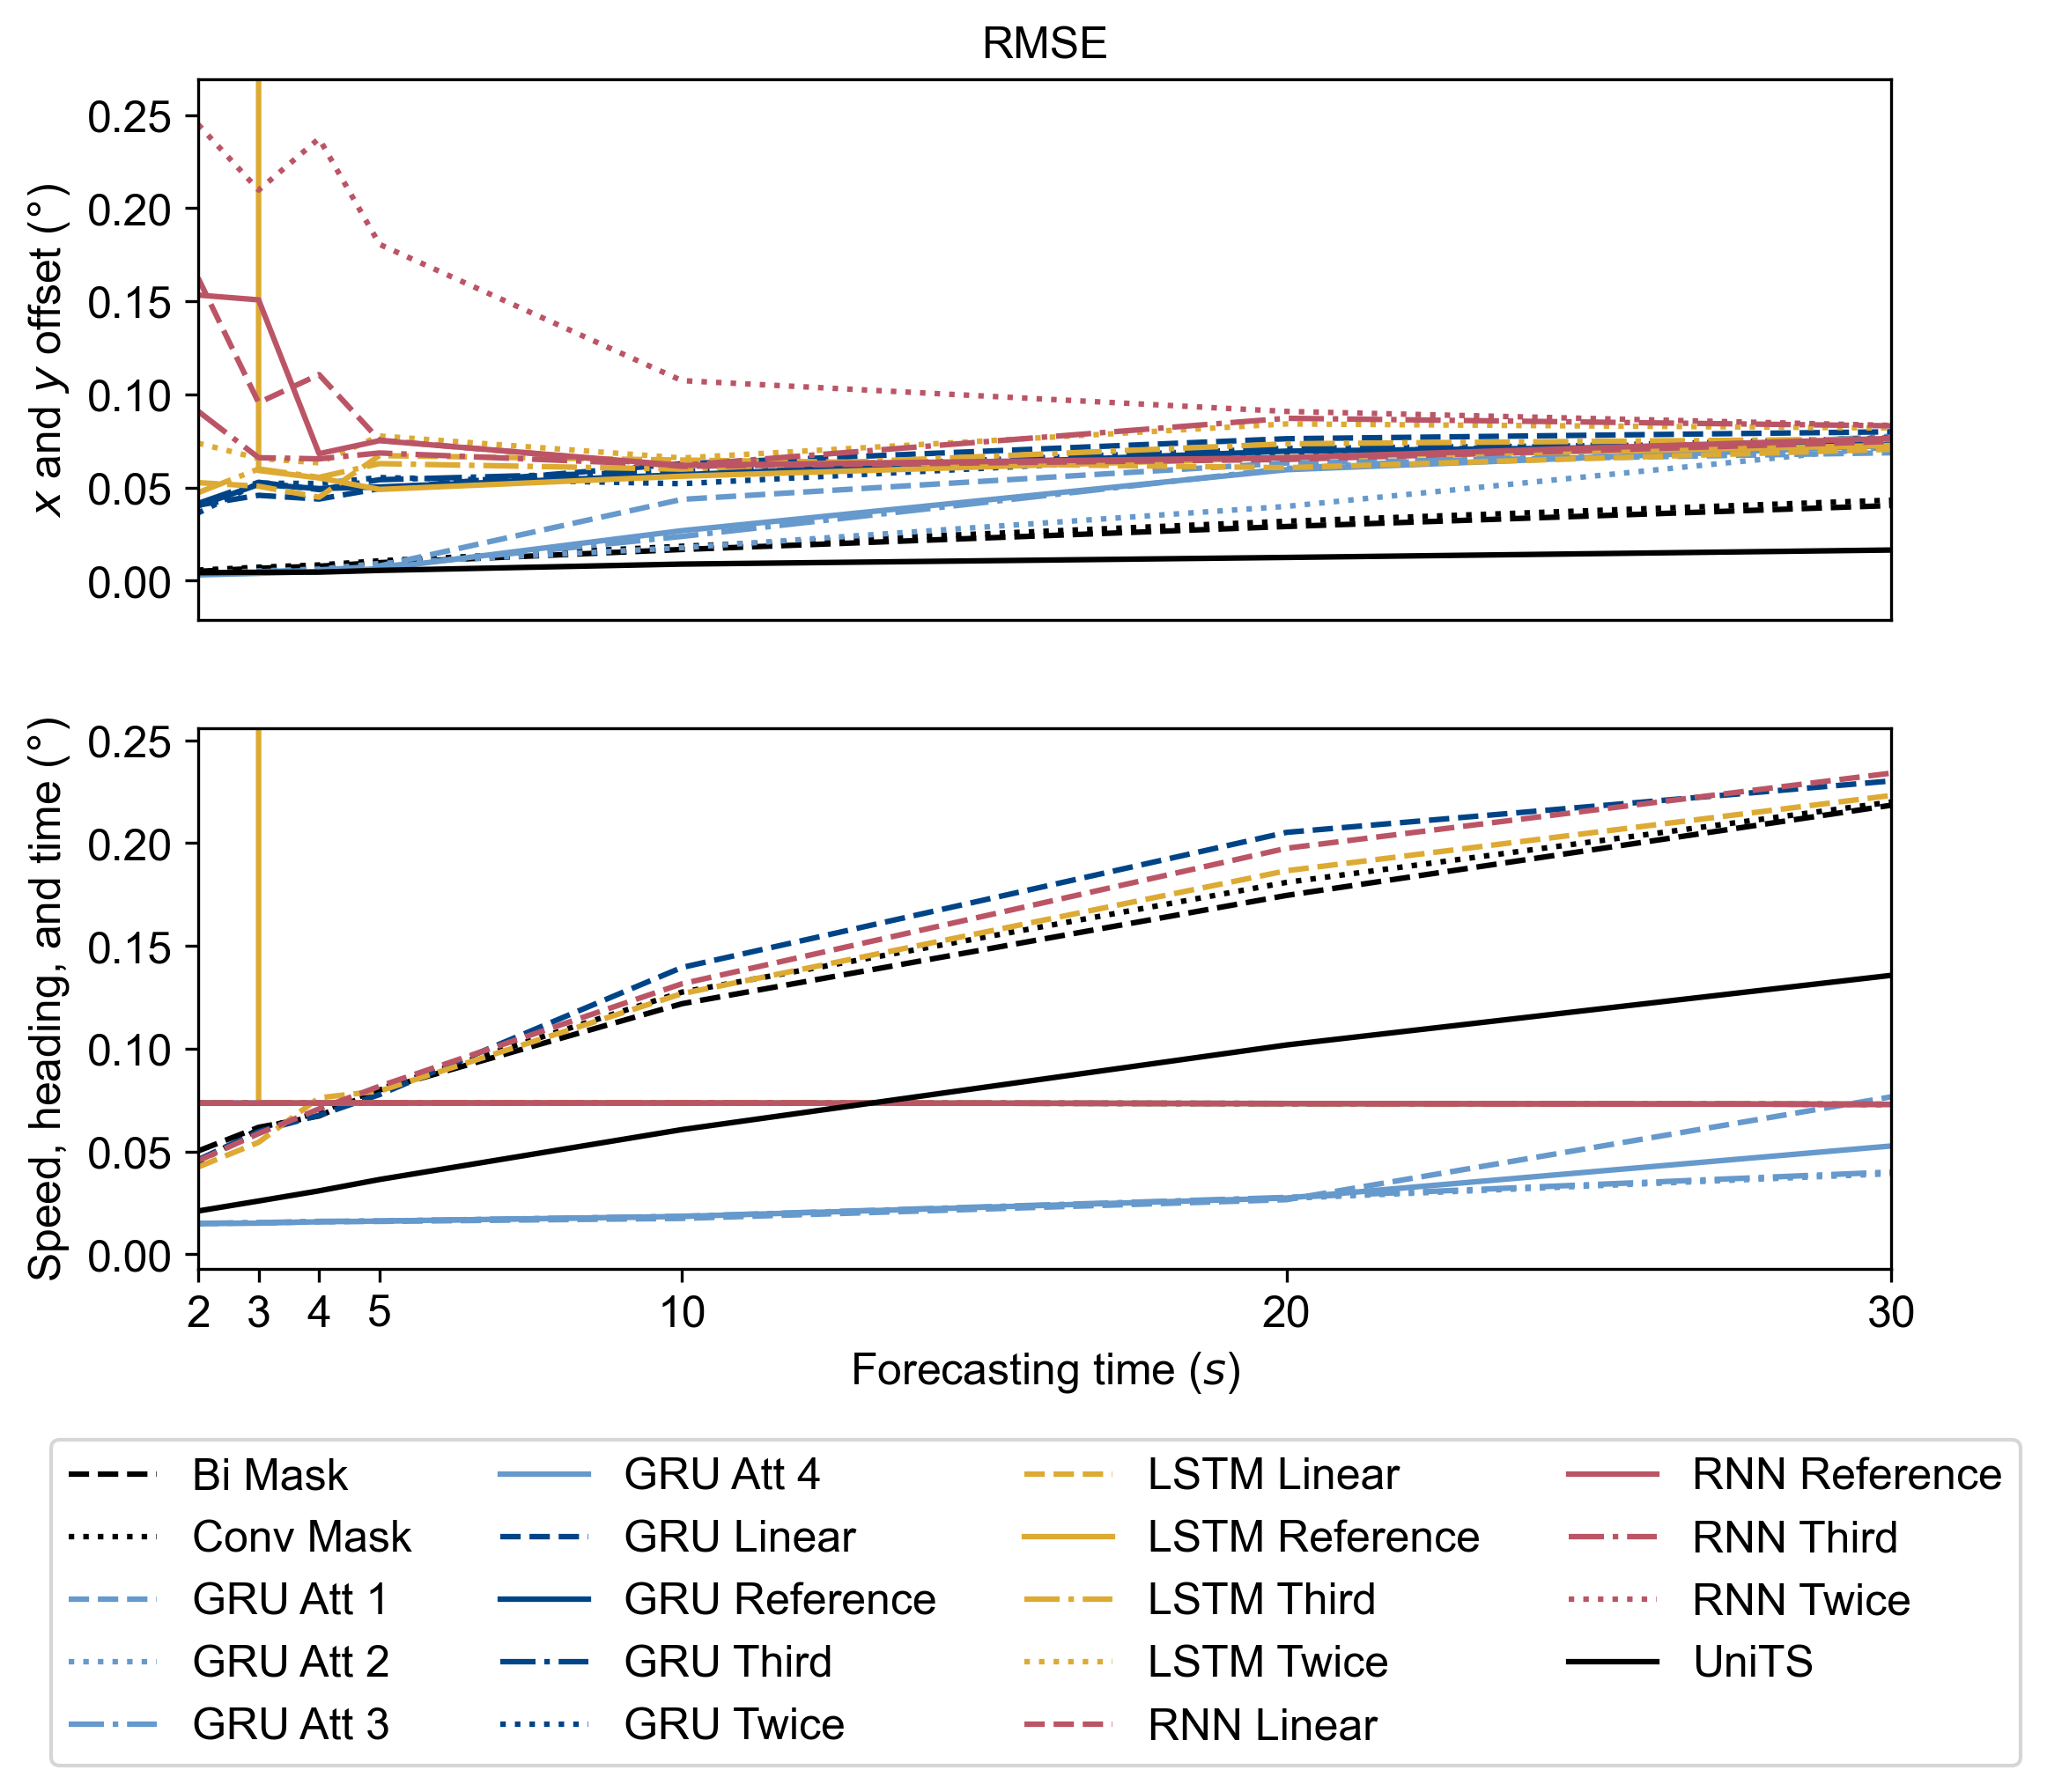 RMSE
x and y offset (°)
0.25
0.20
0.15
0.10
0.05
0.00
Speed, heading, and time (°)
0.25
0.20
0.15
0.10
0.05
0.00
2 3 4 5 10 20 30
Forecasting time (s)
Bi Mask
Conv Mask
GRU Att 1
GRU Att 2
GRU Att 3
GRU Att 4
GRU Linear
GRU Reference
GRU Third
GRU Twice
LSTM Linear
LSTM Reference
LSTM Third
LSTM Twice
RNN Linear
RNN Reference
RNN Third
RNN Twice
UniTS